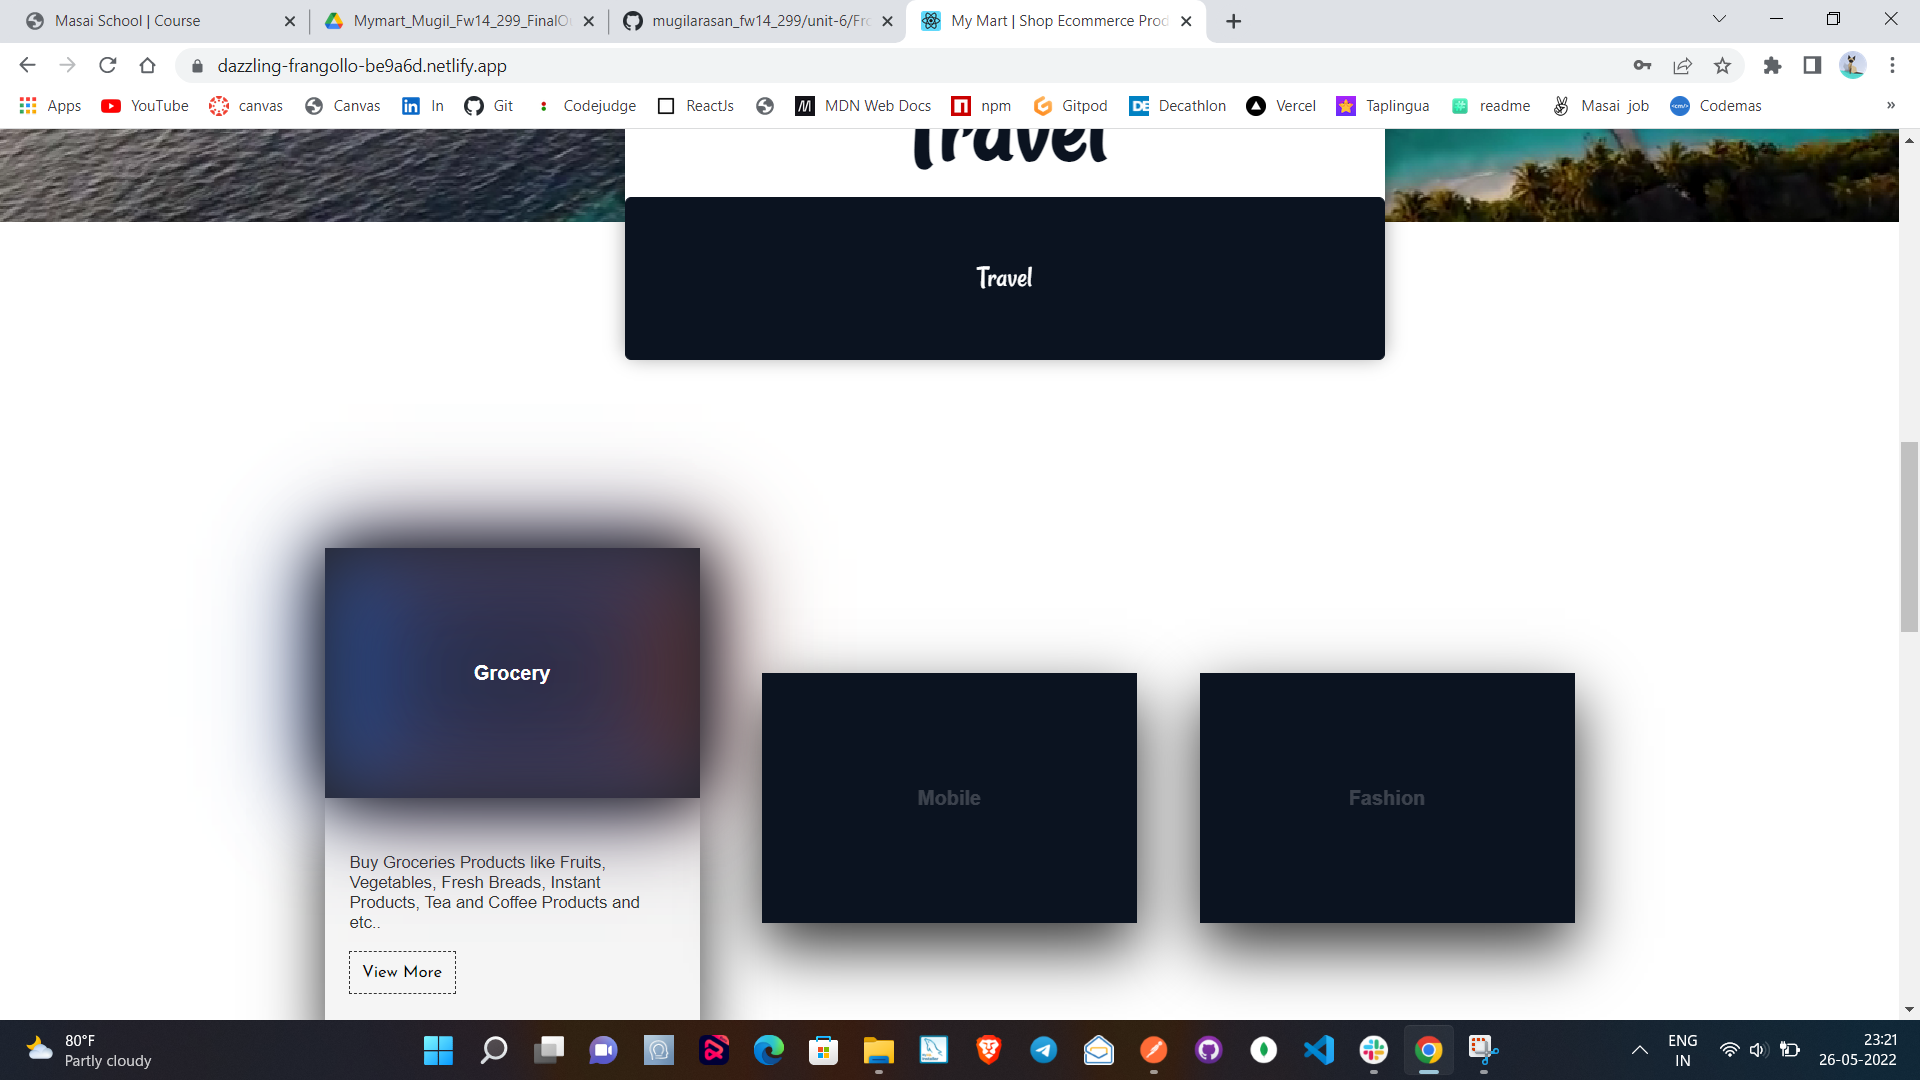 Masai School | Course
Mymart_Mugil_Fw14_299_FinalOu
mugilarasan_fw14_299/unit-6/Fro
My Mart | Shop Ecommerce Prod
dazzling-frangollo-be9a6d.netlify.app
Apps
YouTube
canvas
Canvas
In
Git
Codejudge
ReactJs
MDN Web Docs
npm
Gitpod
Decathlon
Vercel
Taplingua
readme
Masai job
Codemas
»
Travel
Travel
Grocery
Mobile
Fashion
Buy Groceries Products like Fruits,
Vegetables, Fresh Breads, Instant
Products, Tea and Coffee Products and
etc..
View More
80°F
Partly cloudy
ENG
IN
23:21
26-05-2022